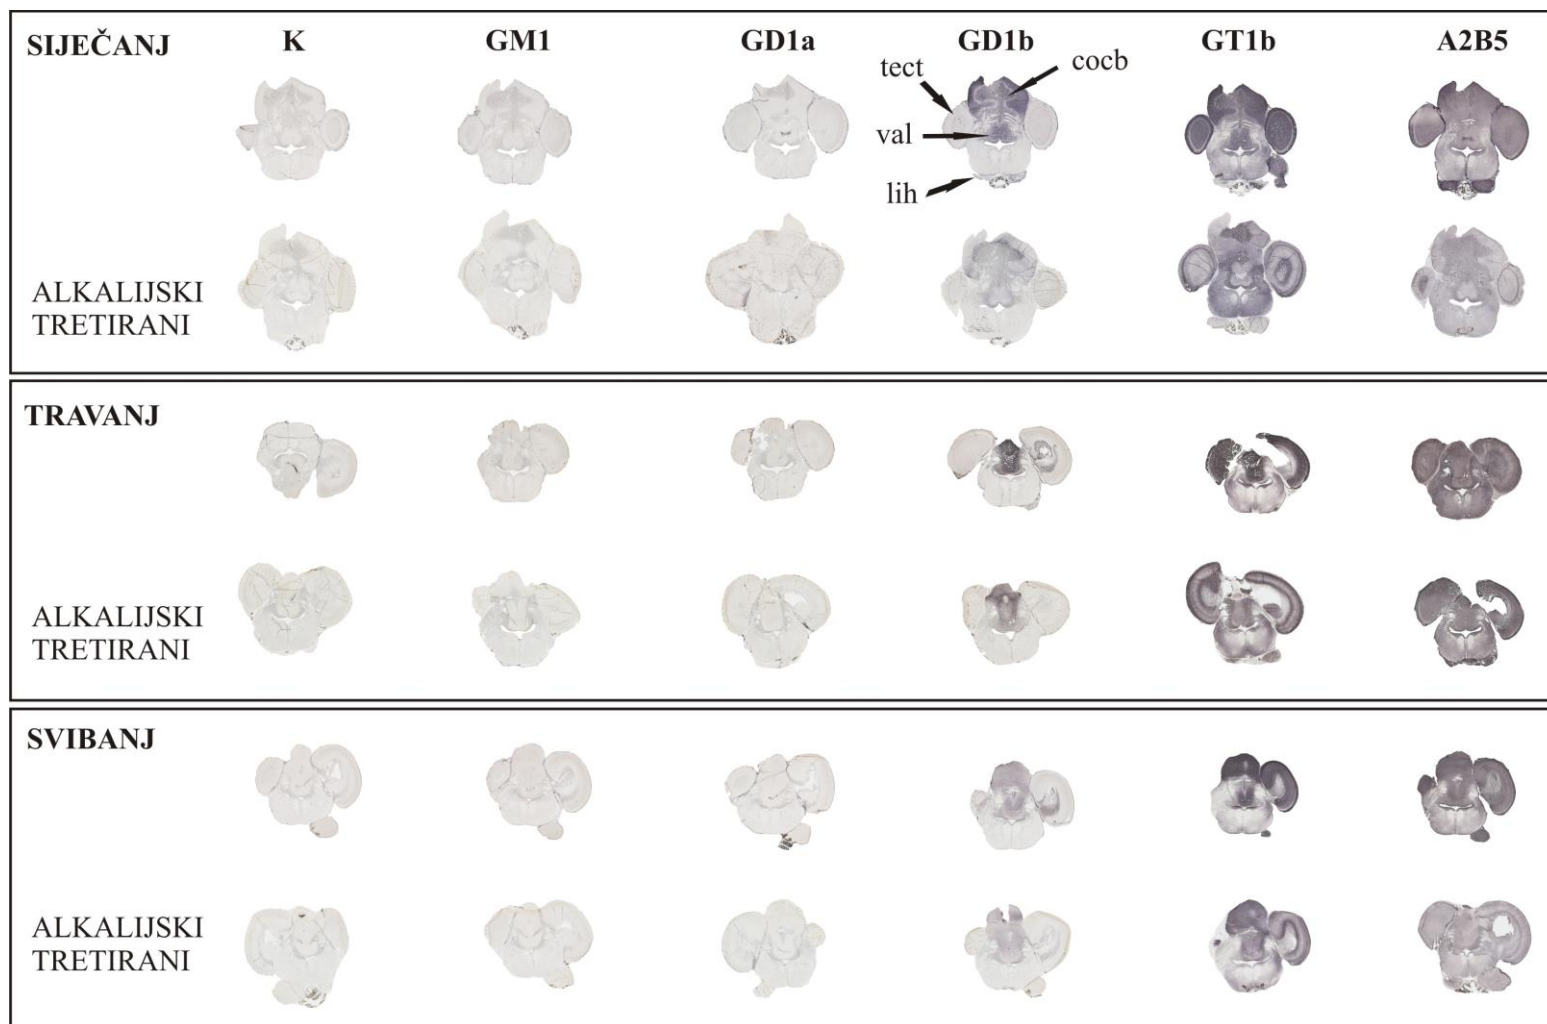 SIJEČANJ K GM1 GD1a GD1b GT1b A2B5
tect cocb
val
lih
ALKALIJSKI
TRETIRANI
TRAVANJ
ALKALIJSKI
TRETIRANI
SVIBANJ
ALKALIJSKI
TRETIRANI